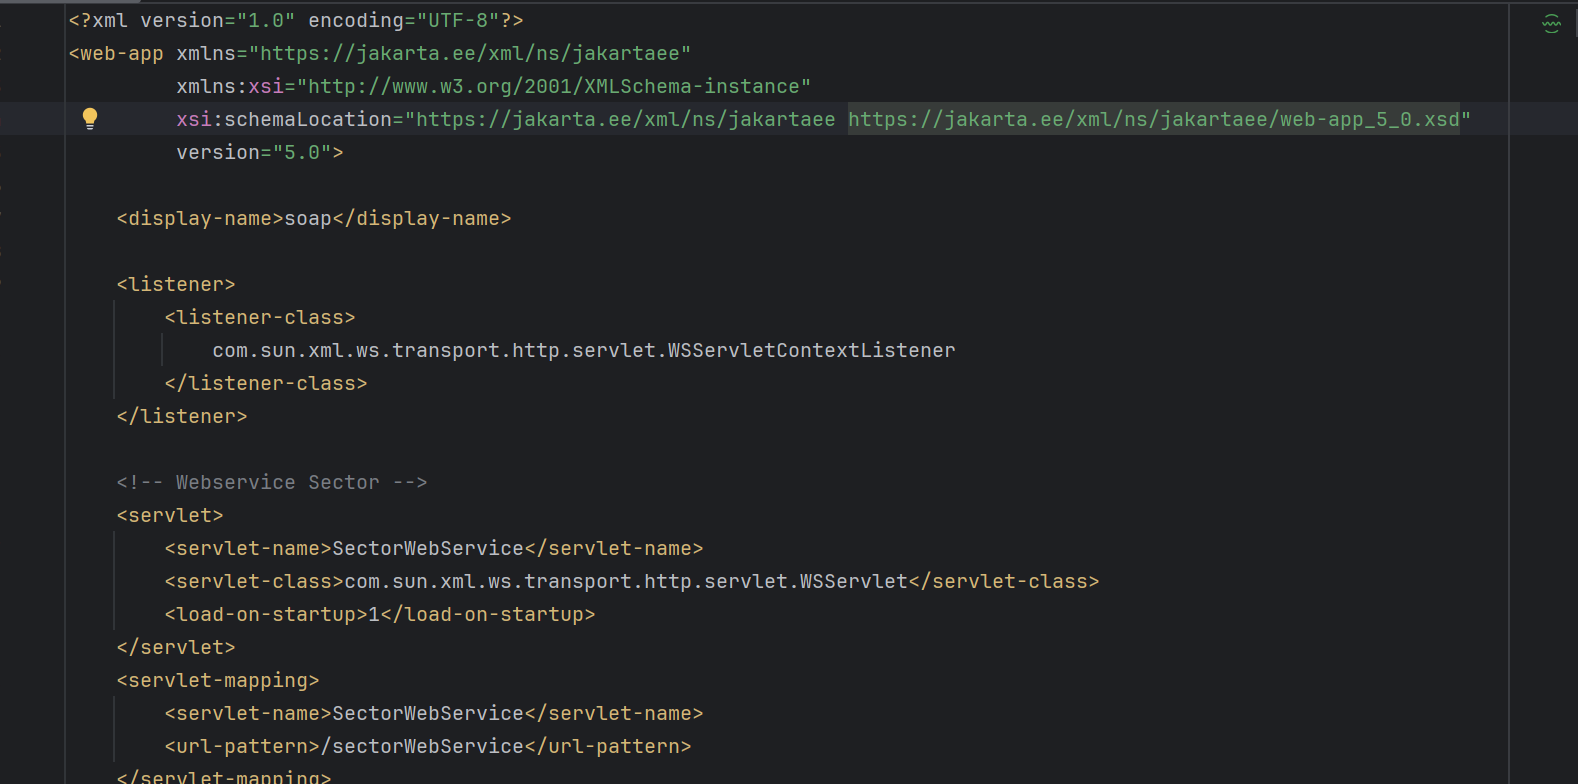 <?xml version="1.0" encoding="UTF-8"?>
<web-app xmlns="https://jakarta.ee/xml/ns/jakartaee"
xmlns:xsi="http://www.w3.org/2001/XMLSchema-instance"
xsi:schemaLocation="https://jakarta.ee/xml/ns/jakartaee https://jakarta.ee/xml/ns/jakartaee/web-app_5_0.xsd"
version="5.0">
<display-name>soap</display-name>
<listener>
<listener-class>
com.sun.xml.ws.transport.http.servlet.WSServletContextListener
</listener-class>
</listener>
<!-- Webservice Sector -->
<servlet>
<servlet-name>SectorWebService</servlet-name>
<servlet-class>com.sun.xml.ws.transport.http.servlet.WSServlet</servlet-class>
<load-on-startup>1</load-on-startup>
</servlet>
<servlet-mapping>
<servlet-name>SectorWebService</servlet-name>
<url-pattern>/sectorWebService</url-pattern>
</servlet-mapping>